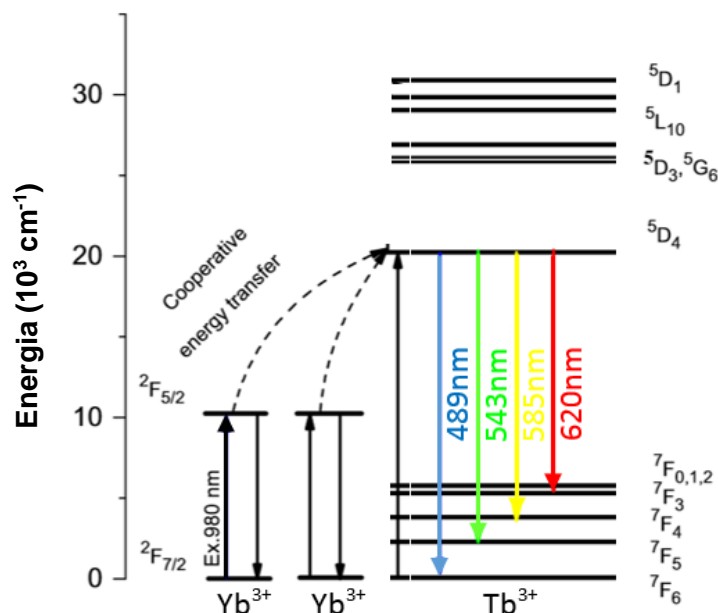 Energia (10³ cm⁻¹)
30
20
10
0
Cooperative
energy transfer
²F₅/₂
²F₇/₂
Ex.980 nm
Yb³⁺
Yb³⁺
Tb³⁺
489nm
543nm
585nm
620nm
⁵D₁
⁵L₁₀
⁵D₃,⁵G₆
⁵D₄
⁷F₀,₁,₂
⁷F₃
⁷F₄
⁷F₅
⁷F₆